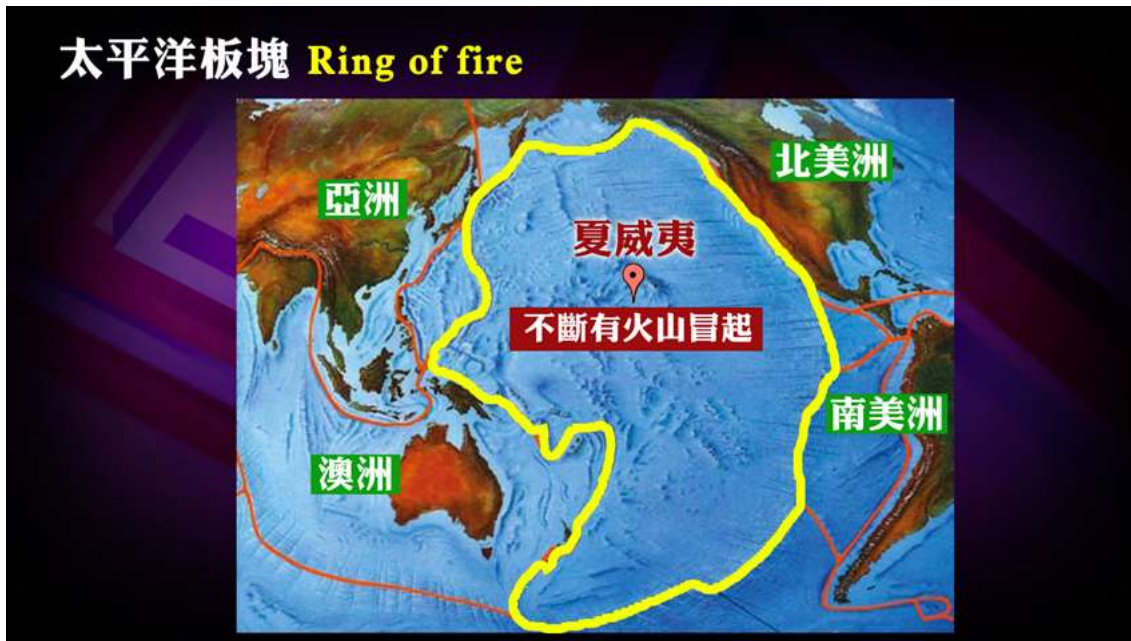 太平洋板塊 Ring of fire
北美洲
亞洲
夏威夷
不斷有火山冒起
南美洲
澳洲